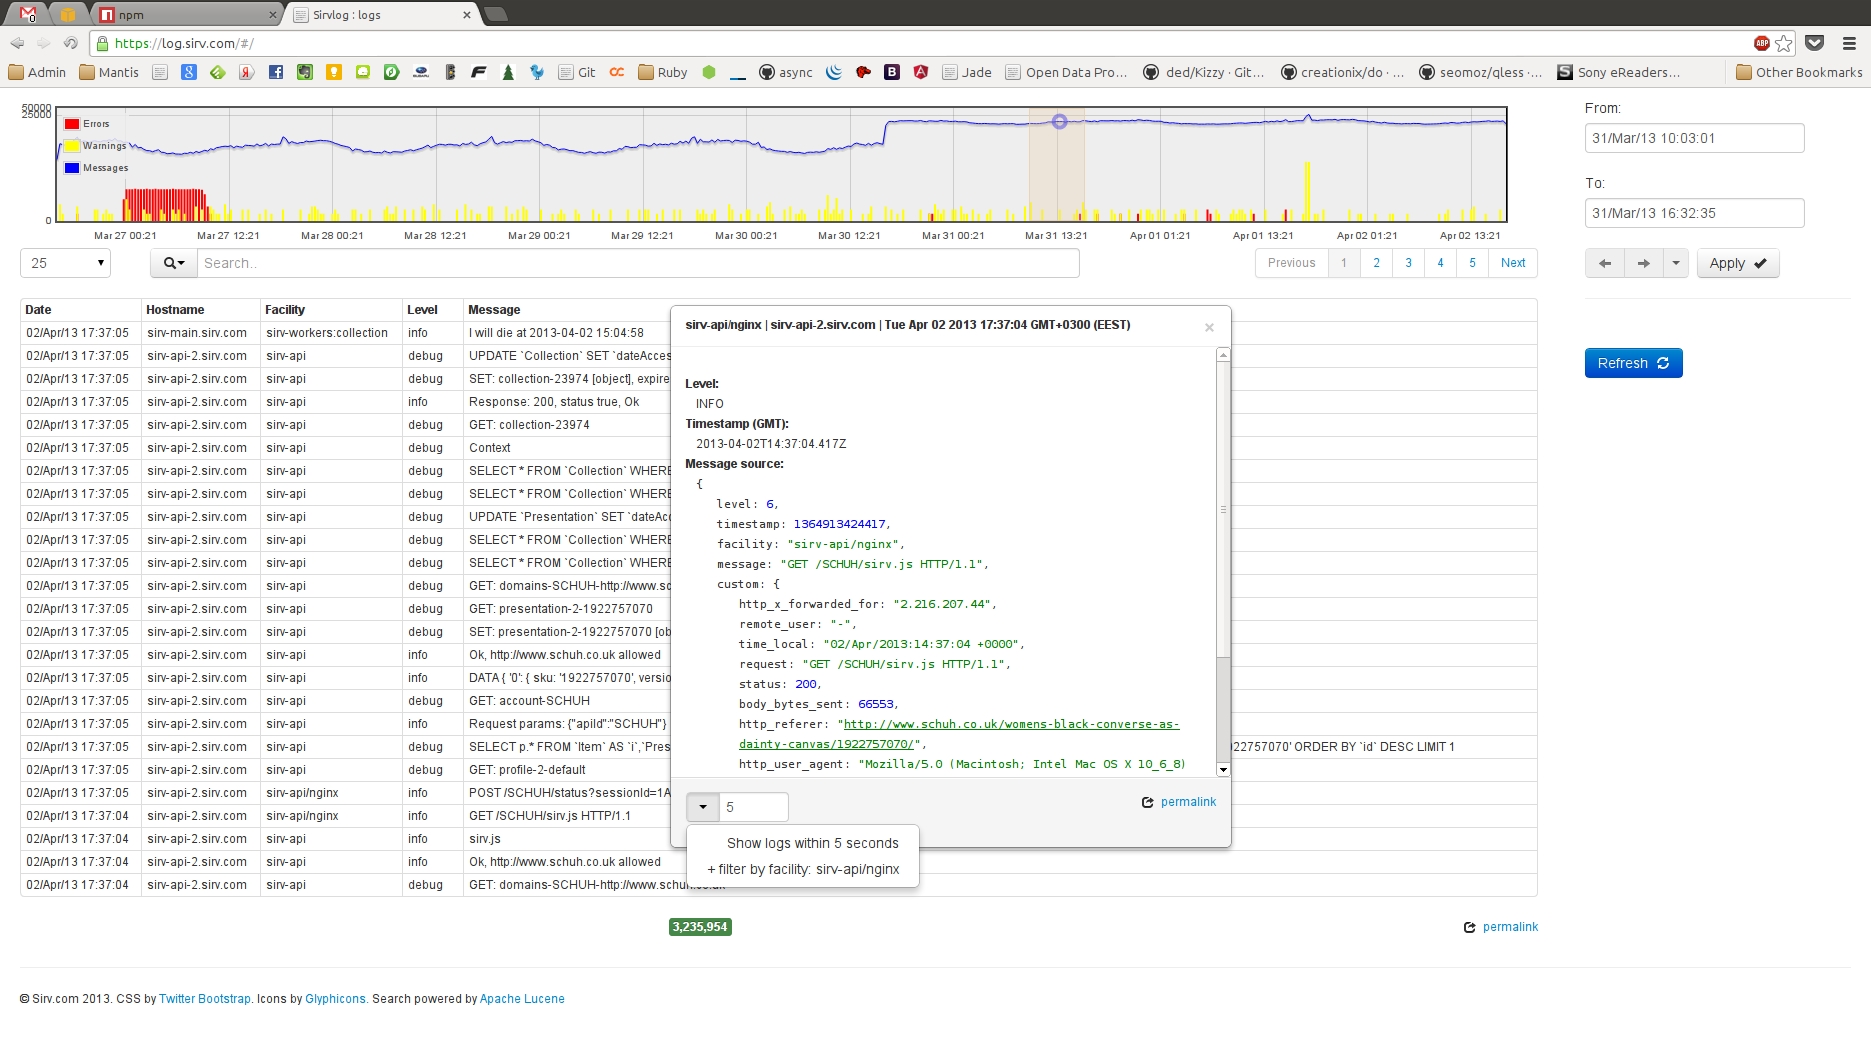 0
npm
Sirvlog : logs
https://log.sirv.com/#/
ABP
Admin
Mantis
Git
Ruby
async
Jade
Open Data Pro...
ded/Kizzy · Git...
creationix/do · ...
seomoz/qless ·...
Sony eReaders...
Other Bookmarks
50000
25000
0
Errors
Warnings
Messages
Mar 27 00:21
Mar 27 12:21
Mar 28 00:21
Mar 28 12:21
Mar 29 00:21
Mar 29 12:21
Mar 30 00:21
Mar 30 12:21
Mar 31 00:21
Mar 31 13:21
Apr 01 01:21
Apr 01 13:21
Apr 02 01:21
Apr 02 13:21
From:
31/Mar/13 10:03:01
To:
31/Mar/13 16:32:35
Apply
Refresh
25
Search..
Previous 1 2 3 4 5 Next
Date Hostname Facility Level Message
02/Apr/13 17:37:05 sirv-main.sirv.com sirv-workers:collection info I will die at 2013-04-02 15:04:58
02/Apr/13 17:37:05 sirv-api-2.sirv.com sirv-api debug UPDATE `Collection` SET `dateAcces
02/Apr/13 17:37:05 sirv-api-2.sirv.com sirv-api debug SET: collection-23974 [object], expire
02/Apr/13 17:37:05 sirv-api-2.sirv.com sirv-api info Response: 200, status true, Ok
02/Apr/13 17:37:05 sirv-api-2.sirv.com sirv-api debug GET: collection-23974
02/Apr/13 17:37:05 sirv-api-2.sirv.com sirv-api debug Context
02/Apr/13 17:37:05 sirv-api-2.sirv.com sirv-api debug SELECT * FROM `Collection` WHERE
02/Apr/13 17:37:05 sirv-api-2.sirv.com sirv-api debug SELECT * FROM `Collection` WHERE
02/Apr/13 17:37:05 sirv-api-2.sirv.com sirv-api debug UPDATE `Presentation` SET `dateAcc
02/Apr/13 17:37:05 sirv-api-2.sirv.com sirv-api debug SELECT * FROM `Collection` WHERE
02/Apr/13 17:37:05 sirv-api-2.sirv.com sirv-api debug SELECT * FROM `Collection` WHERE
02/Apr/13 17:37:05 sirv-api-2.sirv.com sirv-api debug GET: domains-SCHUH-http://www.sc
02/Apr/13 17:37:05 sirv-api-2.sirv.com sirv-api debug GET: presentation-2-1922757070
02/Apr/13 17:37:05 sirv-api-2.sirv.com sirv-api debug SET: presentation-2-1922757070 [ob
02/Apr/13 17:37:05 sirv-api-2.sirv.com sirv-api info Ok, http://www.schuh.co.uk allowed
02/Apr/13 17:37:05 sirv-api-2.sirv.com sirv-api info DATA { '0': { sku: '1922757070', versio
02/Apr/13 17:37:05 sirv-api-2.sirv.com sirv-api debug GET: account-SCHUH
02/Apr/13 17:37:05 sirv-api-2.sirv.com sirv-api info Request params: {"apiId":"SCHUH"}
02/Apr/13 17:37:05 sirv-api-2.sirv.com sirv-api debug SELECT p.* FROM `Item` AS `i`,`Pres 922757070' ORDER BY `id` DESC LIMIT 1
02/Apr/13 17:37:05 sirv-api-2.sirv.com sirv-api debug GET: profile-2-default
02/Apr/13 17:37:05 sirv-api-2.sirv.com sirv-api/nginx info POST /SCHUH/status?sessionId=1A
02/Apr/13 17:37:04 sirv-api-2.sirv.com sirv-api/nginx info GET /SCHUH/sirv.js HTTP/1.1
02/Apr/13 17:37:04 sirv-api-2.sirv.com sirv-api info sirv.js
02/Apr/13 17:37:04 sirv-api-2.sirv.com sirv-api info Ok, http://www.schuh.co.uk allowed
02/Apr/13 17:37:04 sirv-api-2.sirv.com sirv-api debug GET: domains-SCHUH-http://www.schuh.co.uk
sirv-api/nginx | sirv-api-2.sirv.com | Tue Apr 02 2013 17:37:04 GMT+0300 (EEST) ×
Level:
INFO
Timestamp (GMT):
2013-04-02T14:37:04.417Z
Message source:
{
level: 6,
timestamp: 1364913424417,
facility: "sirv-api/nginx",
message: "GET /SCHUH/sirv.js HTTP/1.1",
custom: {
http_x_forwarded_for: "2.216.207.44",
remote_user: "-",
time_local: "02/Apr/2013:14:37:04 +0000",
request: "GET /SCHUH/sirv.js HTTP/1.1",
status: 200,
body_bytes_sent: 66553,
http_referer: "http://www.schuh.co.uk/womens-black-converse-as-
dainty-canvas/1922757070/",
http_user_agent: "Mozilla/5.0 (Macintosh; Intel Mac OS X 10_6_8)
5
permalink
Show logs within 5 seconds
+ filter by facility: sirv-api/nginx
3,235,954
permalink
© Sirv.com 2013. CSS by Twitter Bootstrap. Icons by Glyphicons. Search powered by Apache Lucene